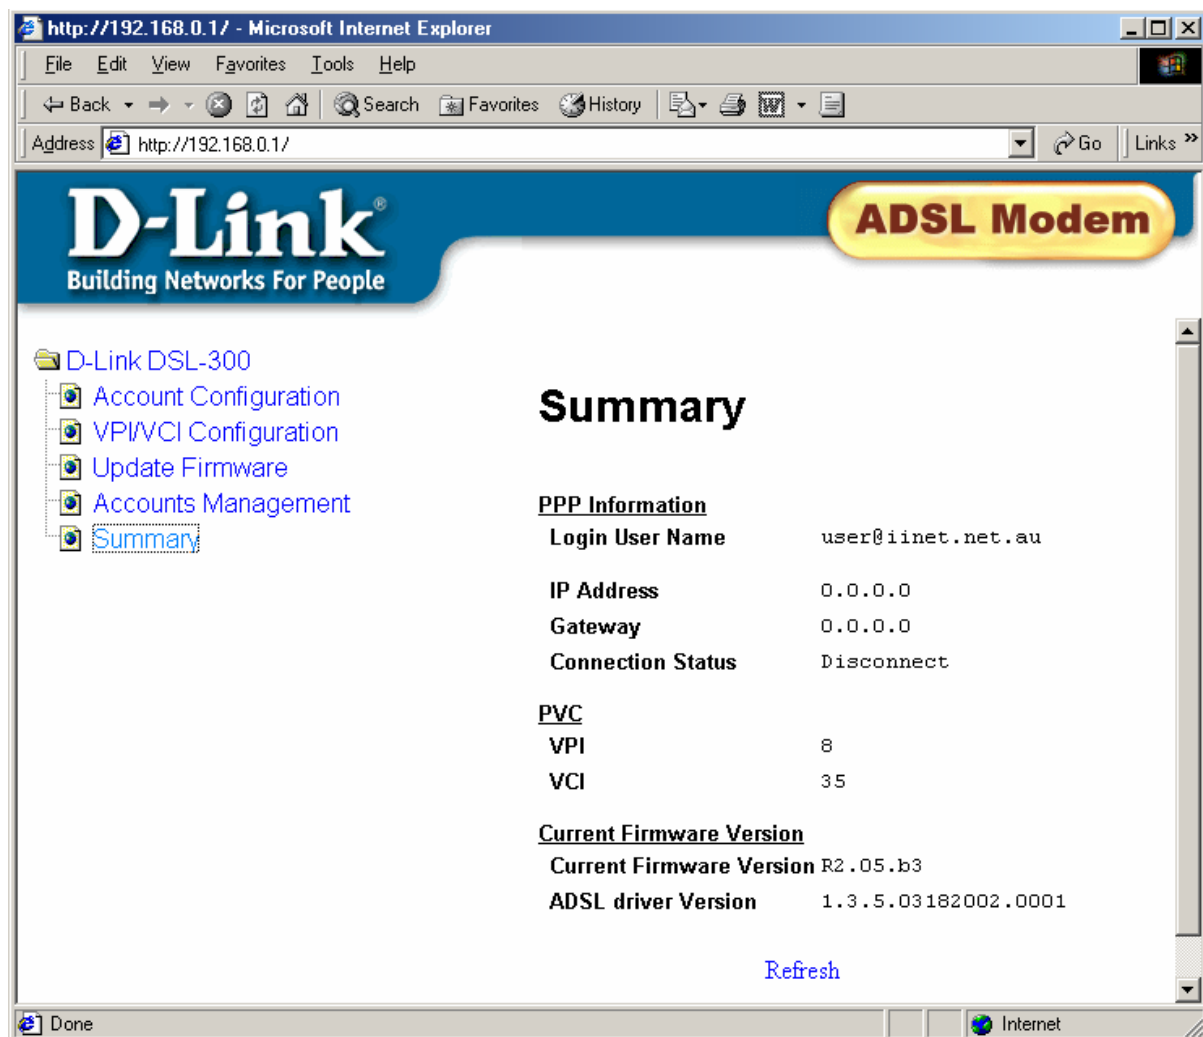 http://192.168.0.1/ - Microsoft Internet Explorer
File Edit View Favorites Tools Help
Back Search Favorites History
Address http://192.168.0.1/ Go Links »
D-Link®
Building Networks For People
ADSL Modem
D-Link DSL-300
Account Configuration
VPI/VCI Configuration
Update Firmware
Accounts Management
Summary
Summary
PPP Information
Login User Name user@iinet.net.au
IP Address 0.0.0.0
Gateway 0.0.0.0
Connection Status Disconnect
PVC
VPI 8
VCI 35
Current Firmware Version
Current Firmware Version R2.05.b3
ADSL driver Version 1.3.5.03182002.0001
Refresh
Done Internet